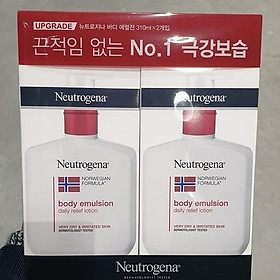 UPGRADE 뉴트로지나 바디 에멀전 310ml×2개입
끈적임 없는 No.1 극강보습
Neutrogena® Neutrogena®
Neutrogena® Neutrogena®
NORWEGIAN FORMULA® NORWEGIAN FORMULA®
body emulsion body emulsion
daily relief lotion daily relief lotion
VERY DRY & IRRITATED SKIN VERY DRY & IRRITATED SKIN
DERMATOLOGIST TESTED DERMATOLOGIST TESTED
Neutrogena®
DERMATOLOGIST TESTED